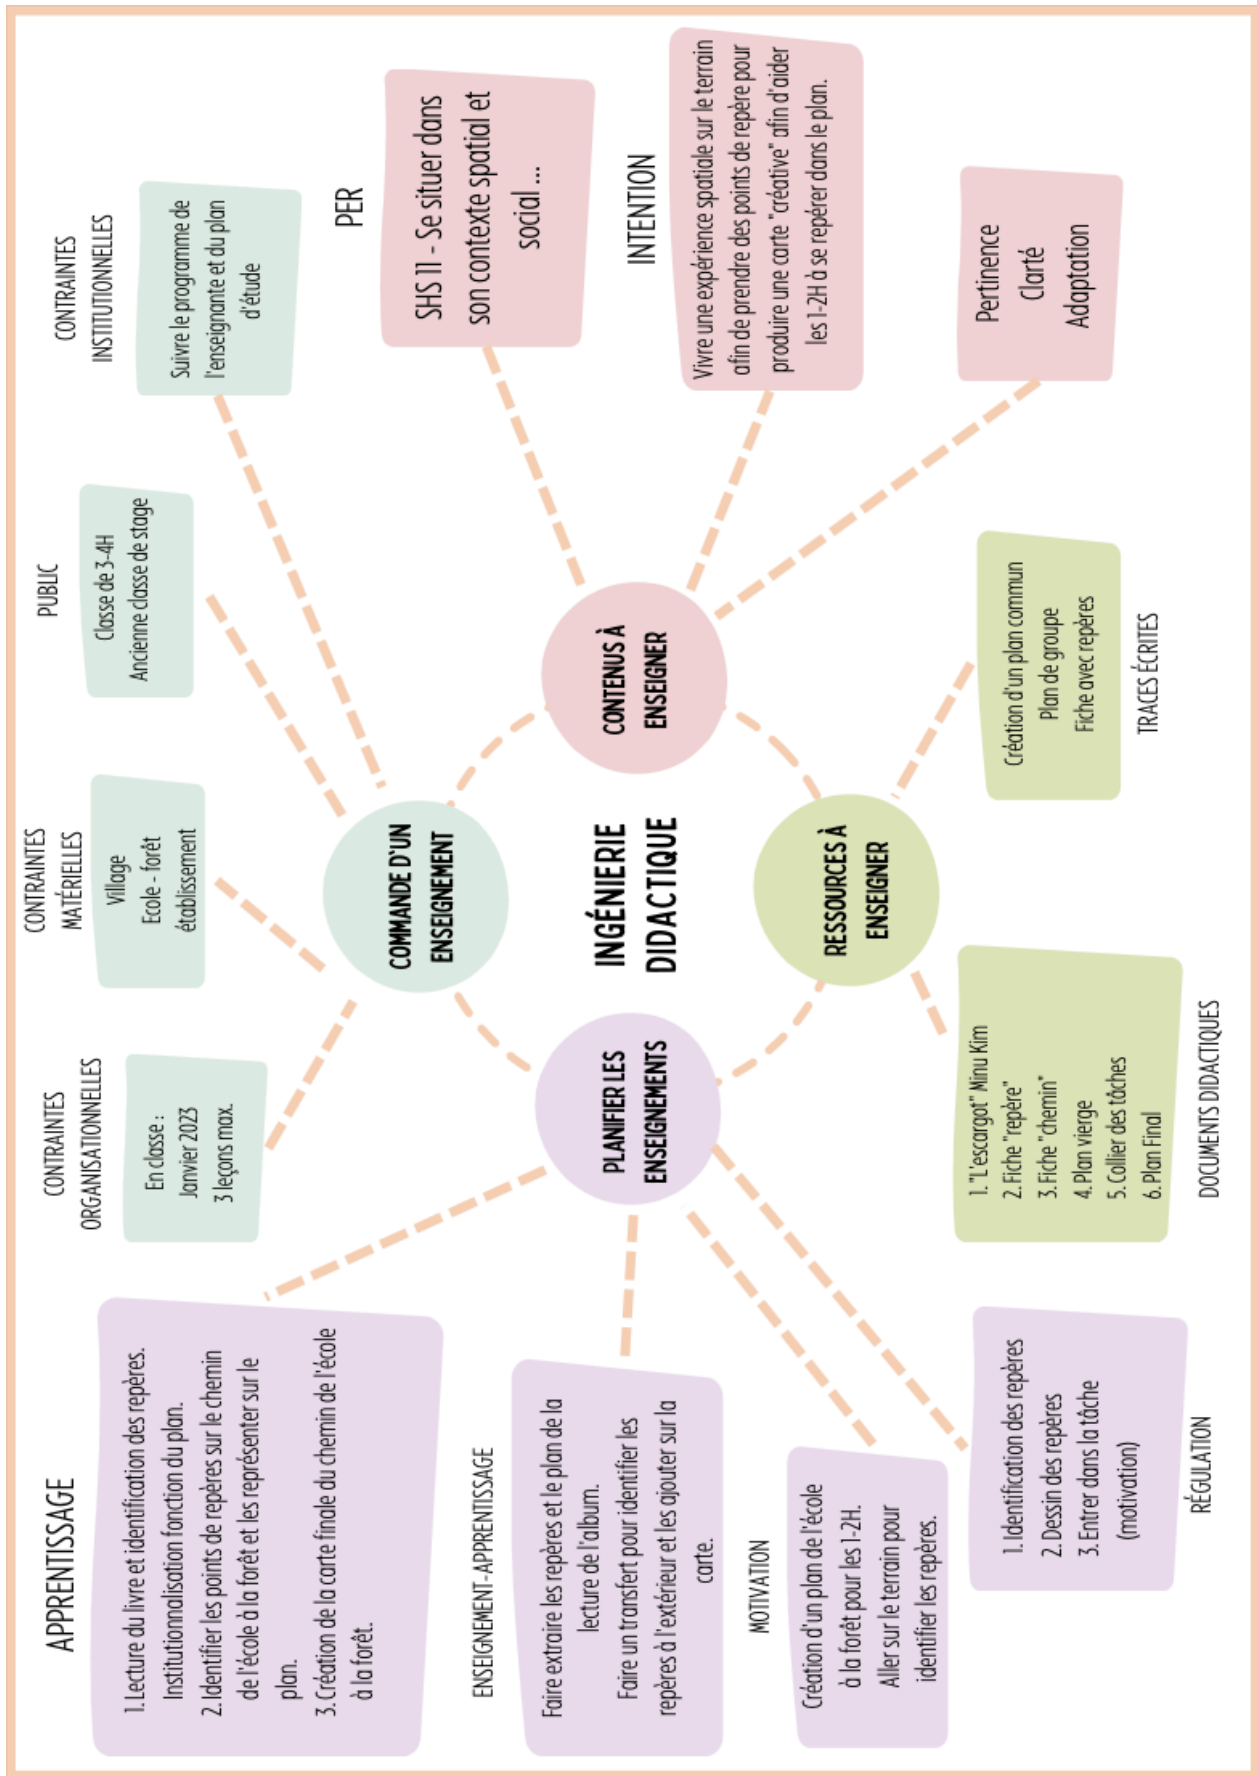 APPRENTISSAGE
1. Lecture du livre et identification des repères.
Institutionnalisation fonction du plan.
2. Identifier les points de repères sur le chemin
de l'école à la forêt et les représenter sur le
plan.
3. Création de la carte finale du chemin de l'école
à la forêt.
CONTRAINTES
ORGANISATIONNELLES
En classe :
Janvier 2023
3 leçons max.
CONTRAINTES
MATÉRIELLES
Village
Ecole - forêt
établissement
PUBLIC
Classe de 3-4H
Ancienne classe de stage
CONTRAINTES
INSTITUTIONNELLES
Suivre le programme de
l'enseignante et du plan
d'étude
COMMANDE D'UN
ENSEIGNEMENT
PER
SHS 11 - Se situer dans
son contexte spatial et
social ...
ENSEIGNEMENT-APPRENTISSAGE
Faire extraire les repères et le plan de la
lecture de l'album.
Faire un transfert pour identifier les
repères à l'extérieur et les ajouter sur la
carte.
PLANIFIER LES
ENSEIGNEMENTS
INGÉNIERIE
DIDACTIQUE
CONTENUS À
ENSEIGNER
INTENTION
Vivre une expérience spatiale sur le terrain
afin de prendre des points de repère pour
produire une carte "créative" afin d'aider
les 1-2H à se repérer dans le plan.
MOTIVATION
Création d'un plan de l'école
à la forêt pour les 1-2H.
Aller sur le terrain pour
identifier les repères.
RESSOURCES À
ENSEIGNER
Pertinence
Clarté
Adaptation
1. Identification des repères
2. Dessin des repères
3. Entrer dans la tâche
(motivation)
RÉGULATION
1. "L'escargot" Minu Kim
2. Fiche "repère"
3. Fiche "chemin"
4. Plan vierge
5. Collier des tâches
6. Plan Final
DOCUMENTS DIDACTIQUES
Création d'un plan commun
Plan de groupe
Fiche avec repères
TRACES ÉCRITES